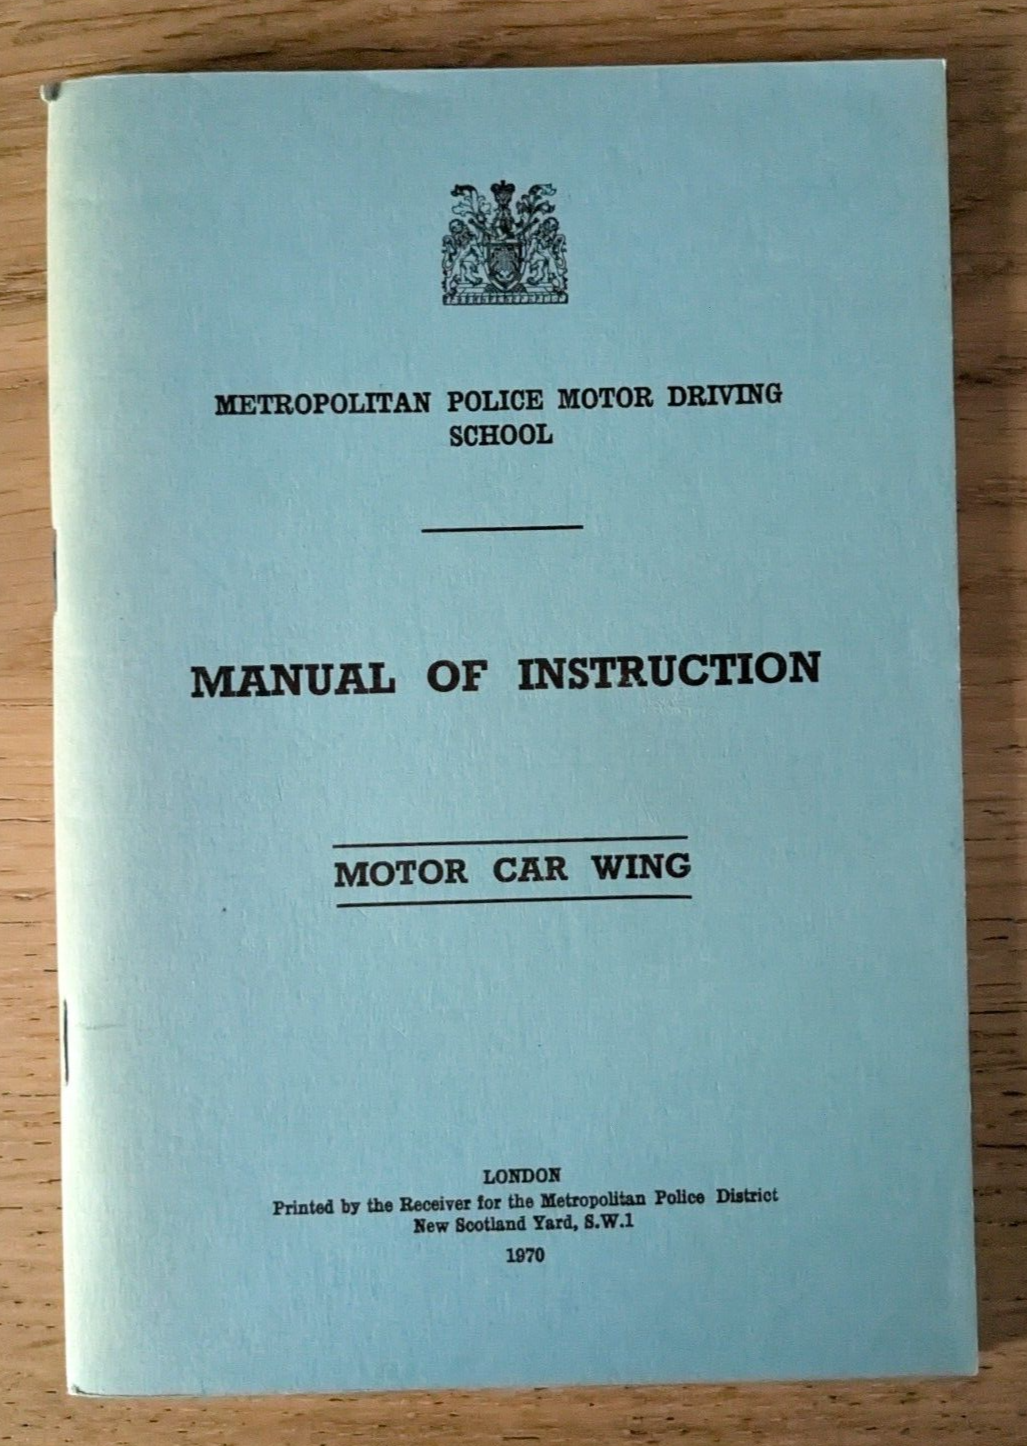 METROPOLITAN POLICE MOTOR DRIVING
SCHOOL
MANUAL OF INSTRUCTION
MOTOR CAR WING
LONDON
Printed by the Receiver for the Metropolitan Police District
New Scotland Yard, S.W.1
1970